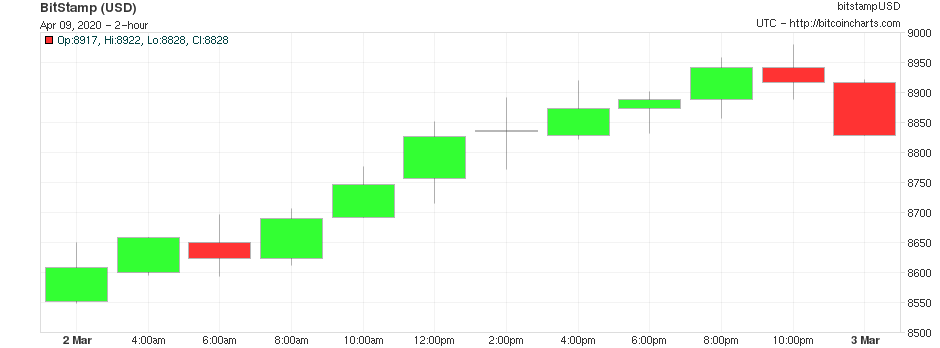 BitStamp (USD)
bitstampUSD
Apr 09, 2020 - 2-hour
UTC - http://bitcoincharts.com
Op:8917, Hi:8922, Lo:8828, Cl:8828
9000
8950
8900
8850
8800
8750
8700
8650
8600
8550
8500
2 Mar 4:00am 6:00am 8:00am 10:00am 12:00pm 2:00pm 4:00pm 6:00pm 8:00pm 10:00pm 3 Mar